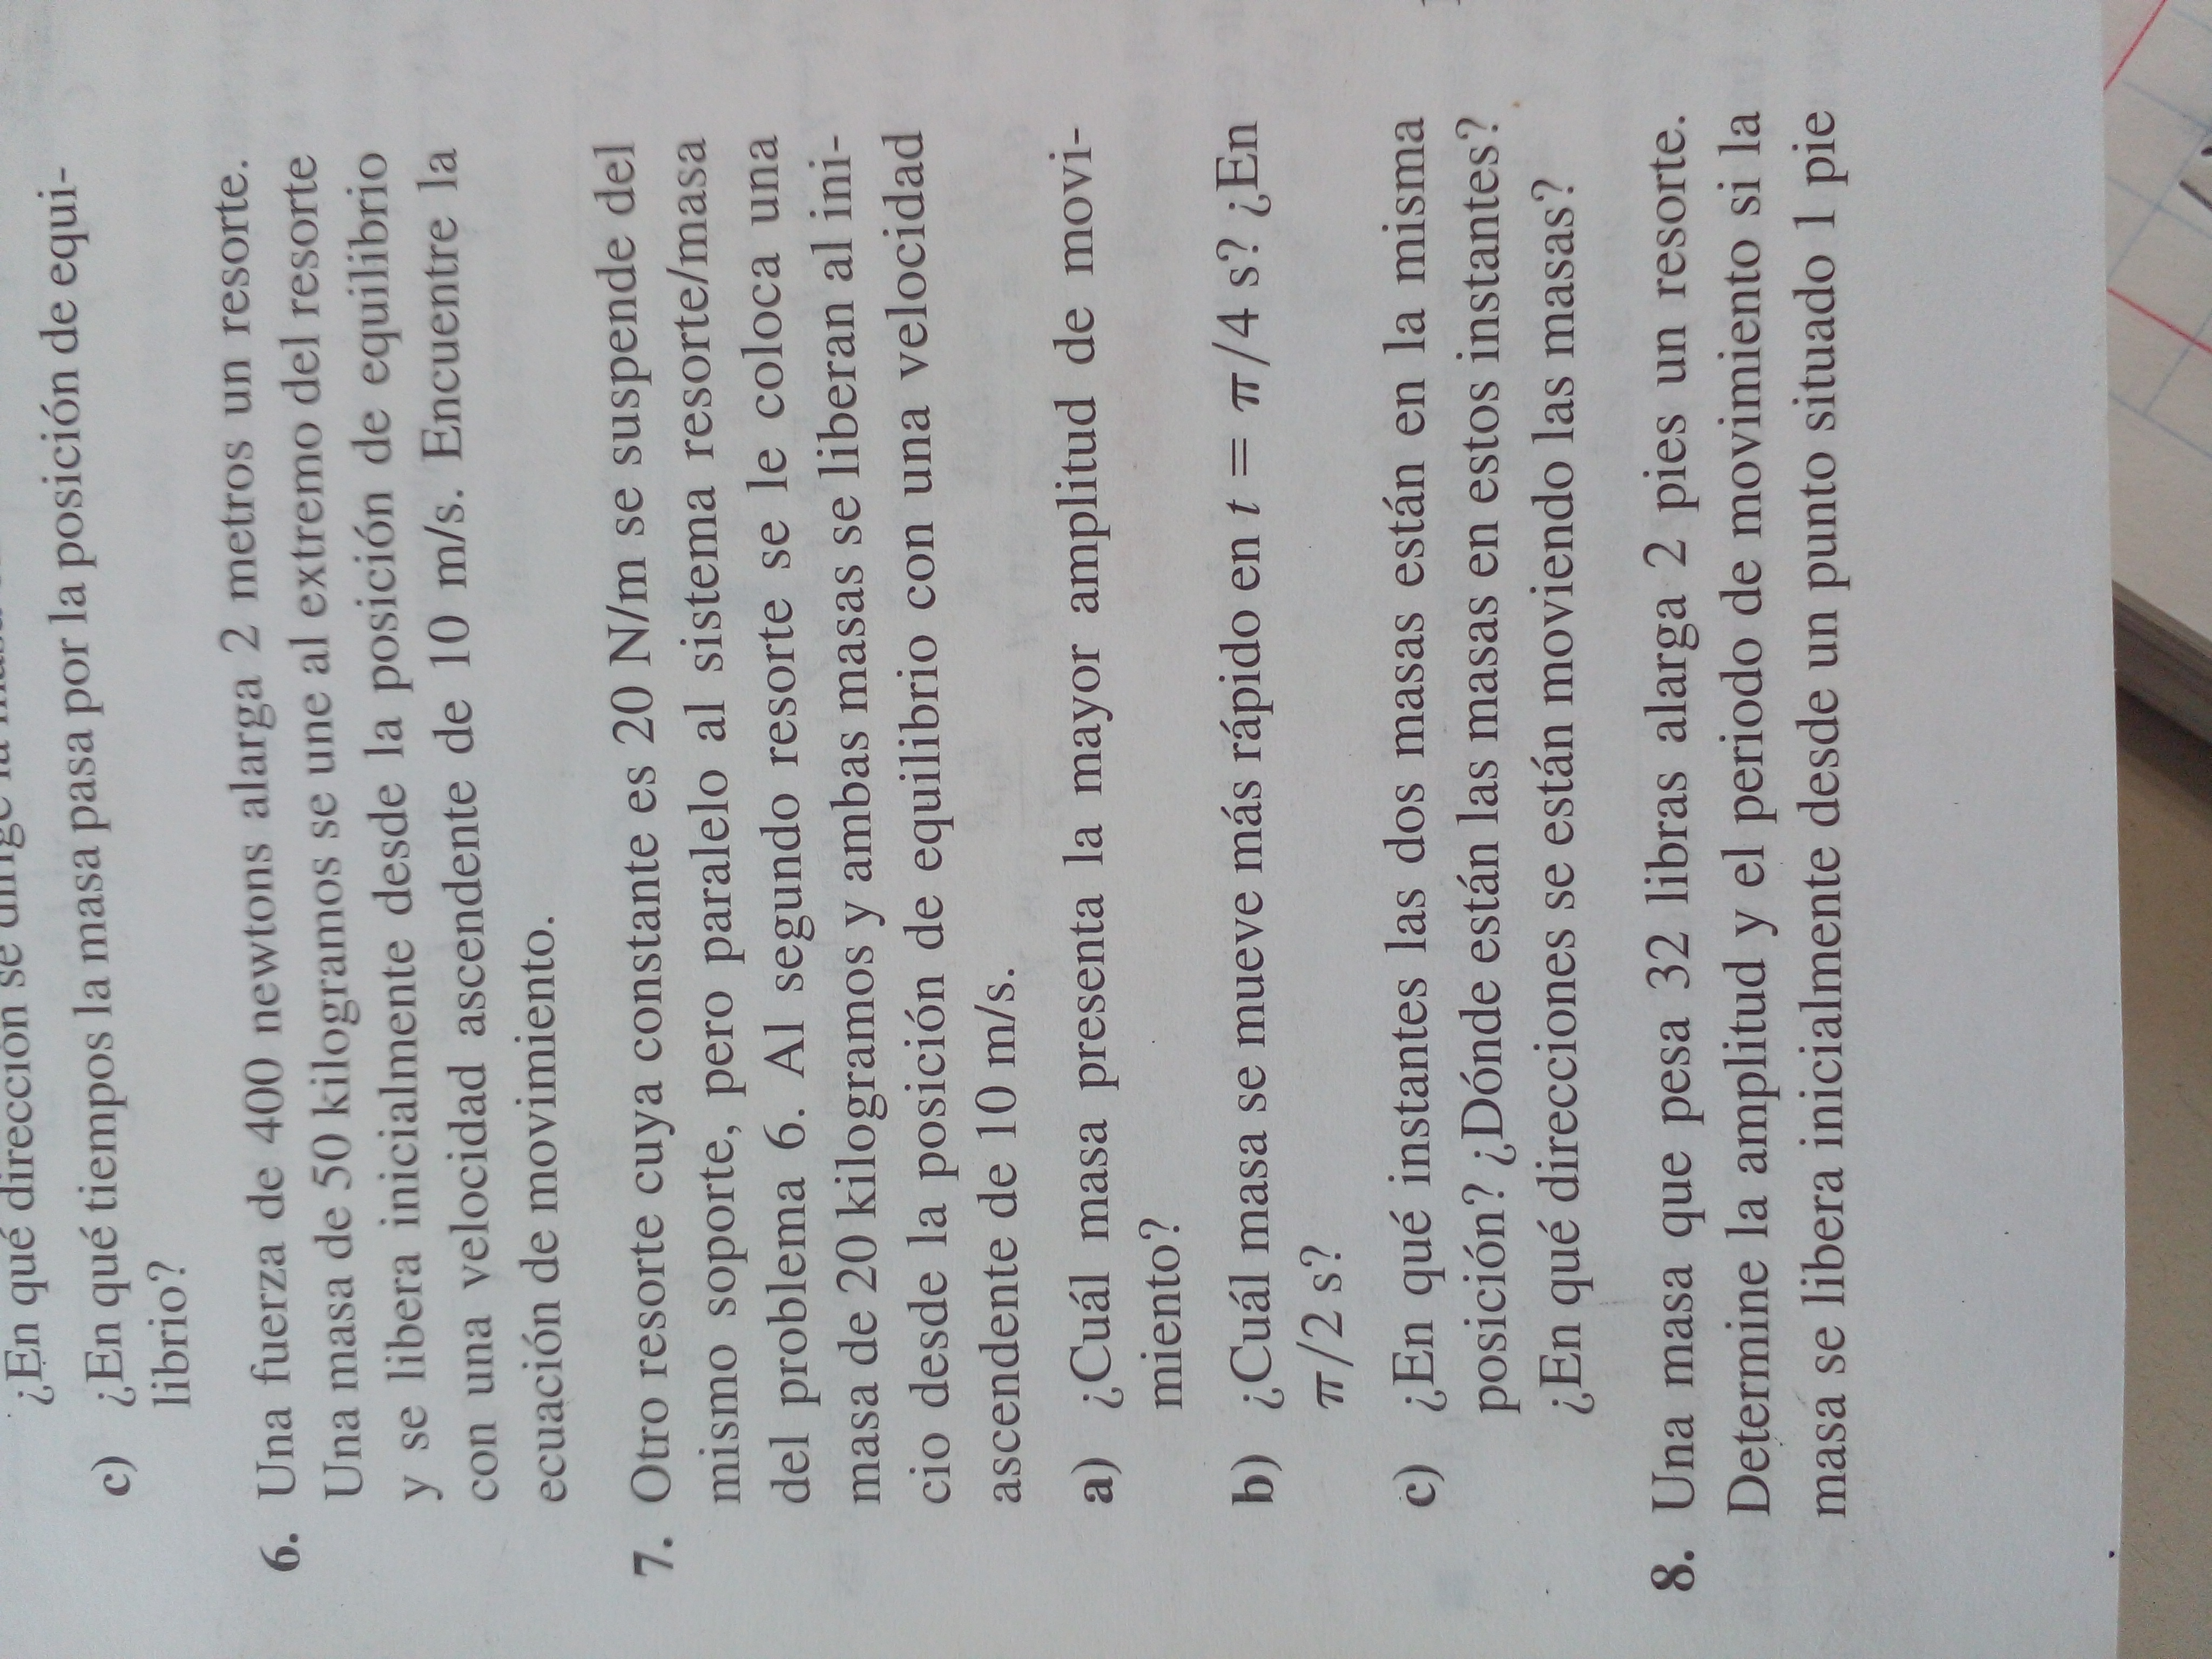 ¿En qué dirección se dirige la
c) ¿En qué tiempos la masa pasa por la posición de equi-
librio?
6. Una fuerza de 400 newtons alarga 2 metros un resorte.
Una masa de 50 kilogramos se une al extremo del resorte
y se libera inicialmente desde la posición de equilibrio
con una velocidad ascendente de 10 m/s. Encuentre la
ecuación de movimiento.
7. Otro resorte cuya constante es 20 N/m se suspende del
mismo soporte, pero paralelo al sistema resorte/masa
del problema 6. Al segundo resorte se le coloca una
masa de 20 kilogramos y ambas masas se liberan al ini-
cio desde la posición de equilibrio con una velocidad
ascendente de 10 m/s.
a) ¿Cuál masa presenta la mayor amplitud de movi-
miento?
b) ¿Cuál masa se mueve más rápido en t = π/4 s? ¿En
π/2 s?
c) ¿En qué instantes las dos masas están en la misma
posición? ¿Dónde están las masas en estos instantes?
¿En qué direcciones se están moviendo las masas?
8. Una masa que pesa 32 libras alarga 2 pies un resorte.
Determine la amplitud y el periodo de movimiento si la
masa se libera inicialmente desde un punto situado 1 pie